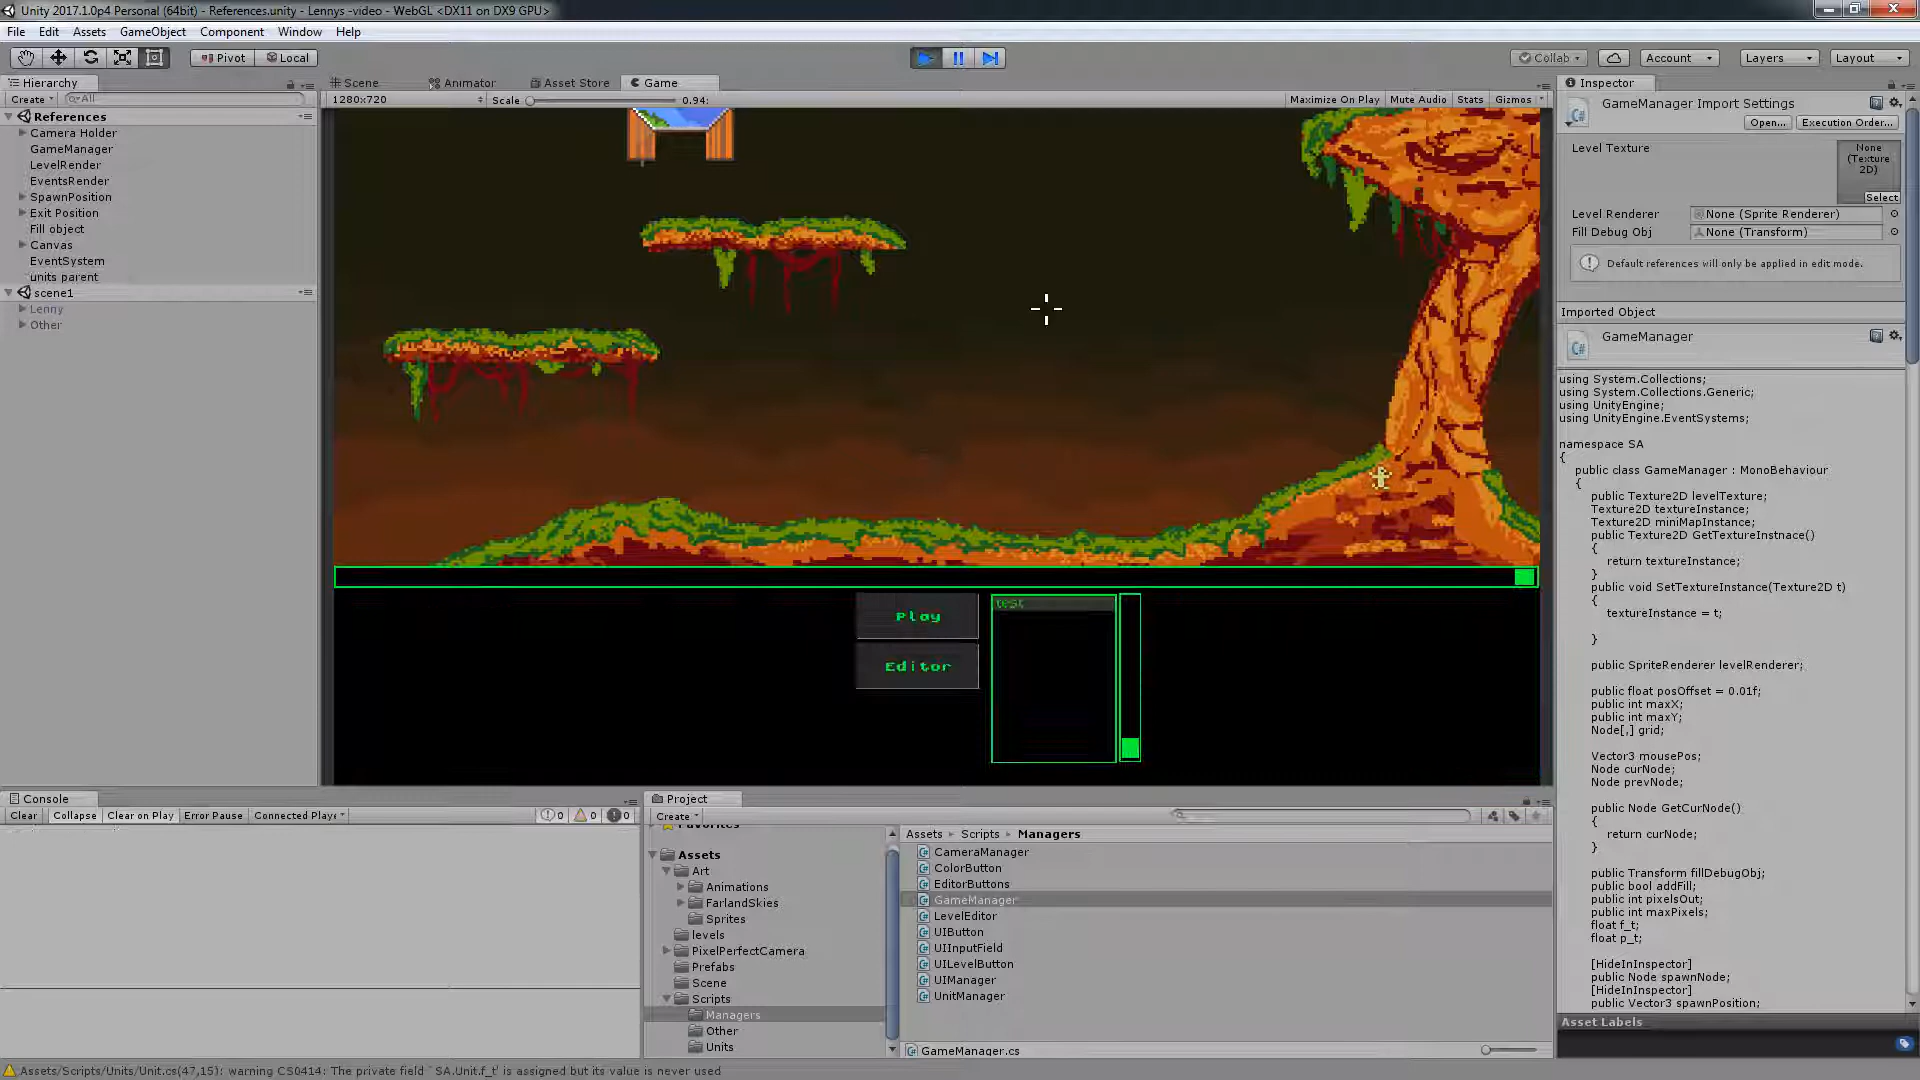 Unity 2017.1.0p4 Personal (64bit) - References.unity - Lennys -video - WebGL <DX11 on DX9 GPU>
File Edit Assets GameObject Component Window Help
Pivot Local Collab Account Layers Layout
Hierarchy
Create All
References
Camera Holder
GameManager
LevelRender
EventsRender
SpawnPosition
Exit Position
Fill object
Canvas
EventSystem
units parent
scene1
Lenny
Other
Scene Animator Asset Store Game
1280x720 Scale 0.94: Maximize On Play Mute Audio Stats Gizmos
Play
Editor
test
Inspector
GameManager Import Settings
Open... Execution Order...
Level Texture
None
(Texture
2D)
Select
Level Renderer None (Sprite Renderer)
Fill Debug Obj None (Transform)
Default references will only be applied in edit mode.
Imported Object
GameManager
using System.Collections;
using System.Collections.Generic;
using UnityEngine;
using UnityEngine.EventSystems;
namespace SA
{
public class GameManager : MonoBehaviour
{
public Texture2D levelTexture;
Texture2D textureInstance;
Texture2D miniMapInstance;
public Texture2D GetTextureInstnace()
{
return textureInstance;
}
public void SetTextureInstance(Texture2D t)
{
textureInstance = t;
}
public SpriteRenderer levelRenderer;
public float posOffset = 0.01f;
public int maxX;
public int maxY;
Node[,] grid;
Vector3 mousePos;
Node curNode;
Node prevNode;
public Node GetCurNode()
{
return curNode;
}
public Transform fillDebugObj;
public bool addFill;
public int pixelsOut;
public int maxPixels;
float f_t;
float p_t;
[HideInInspector]
public Node spawnNode;
[HideInInspector]
public Vector3 spawnPosition;
Asset Labels
Console
Clear Collapse Clear on Play Error Pause Connected Playe 0 0 0
Project
Create
Favorites
Assets
Art
Animations
FarlandSkies
Sprites
levels
PixelPerfectCamera
Prefabs
Scene
Scripts
Managers
Other
Units
Assets Scripts Managers
CameraManager
ColorButton
EditorButtons
GameManager
LevelEditor
UIButton
UIInputField
UILevelButton
UIManager
UnitManager
GameManager.cs
Assets/Scripts/Units/Unit.cs(47,15): warning CS0414: The private field `SA.Unit.f_t' is assigned but its value is never used